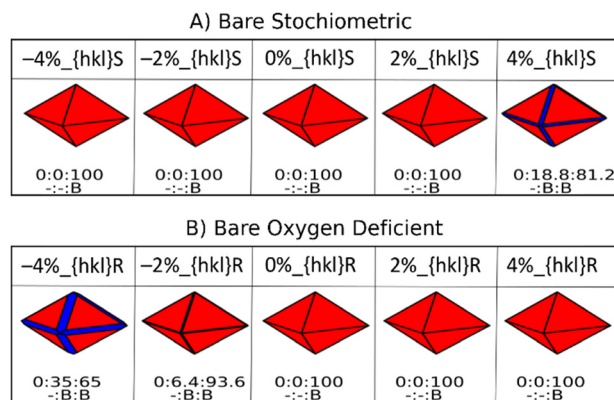 A) Bare Stochiometric
−4%_{hkl}S −2%_{hkl}S 0%_{hkl}S 2%_{hkl}S 4%_{hkl}S
0:0:100 0:0:100 0:0:100 0:0:100 0:18.8:81.2
-:-:B -:-:B -:-:B -:-:B -:B:B
B) Bare Oxygen Deficient
−4%_{hkl}R −2%_{hkl}R 0%_{hkl}R 2%_{hkl}R 4%_{hkl}R
0:35:65 0:6.4:93.6 0:0:100 0:0:100 0:0:100
-:B:B -:B:B -:-:B -:-:B -:-:B